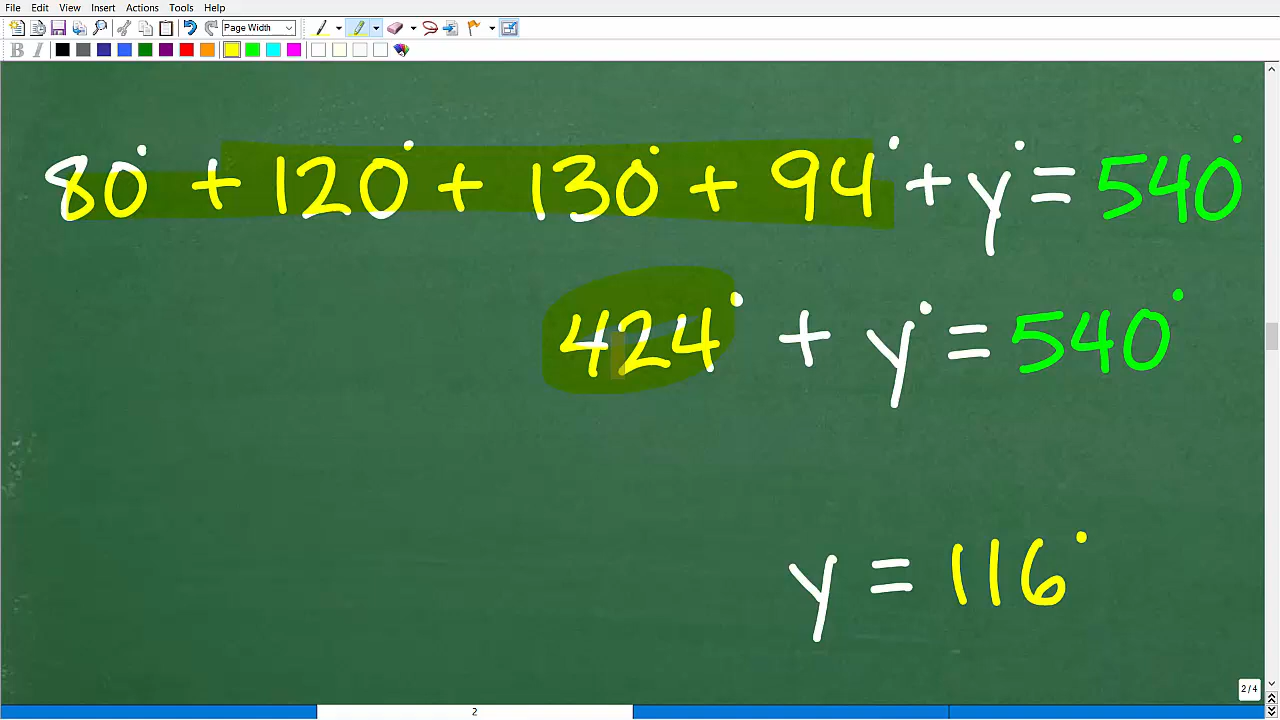 File Edit View Insert Actions Tools Help
Page Width
B I
80° + 120° + 130° + 94° + y° = 540°
424° + y° = 540°
y = 116°
2/4
2